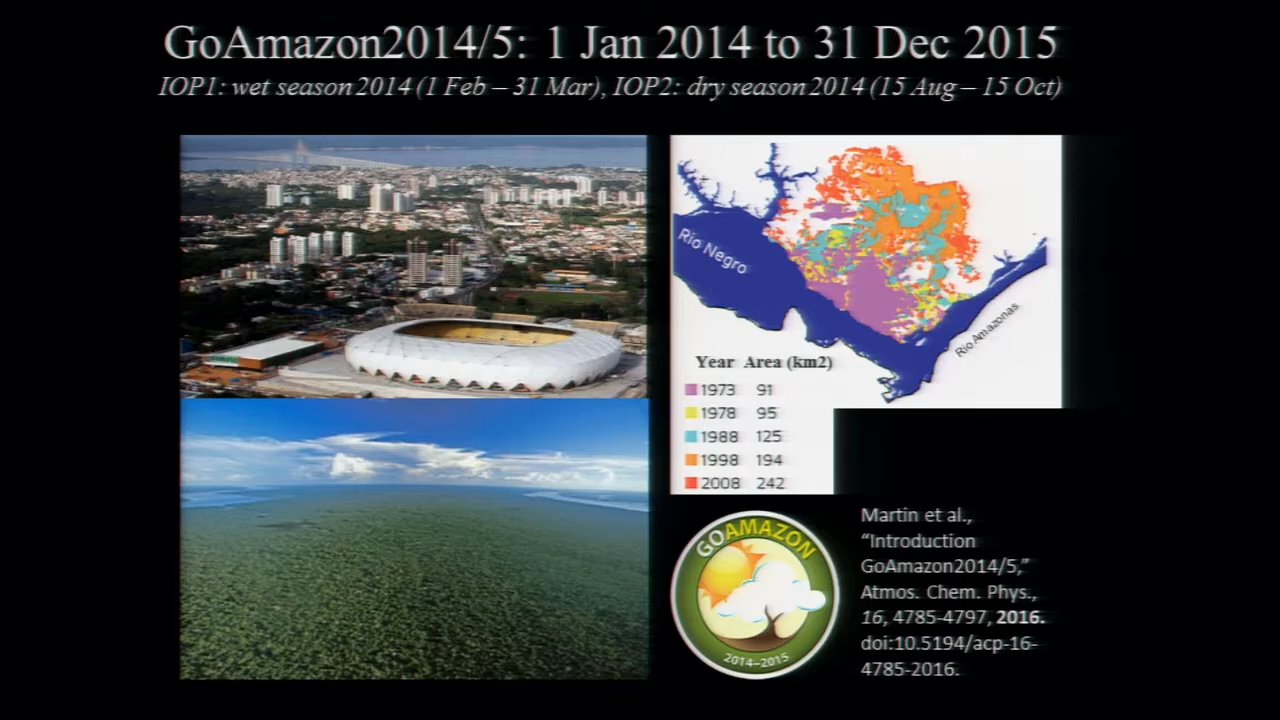 GoAmazon2014/5: 1 Jan 2014 to 31 Dec 2015
IOP1: wet season 2014 (1 Feb – 31 Mar), IOP2: dry season 2014 (15 Aug – 15 Oct)
Rio Negro
Rio Amazonas
Year Area (km2)
1973 91
1978 95
1988 125
1998 194
2008 242
GOAMAZON
2014–2015
Martin et al.,
“Introduction
GoAmazon2014/5,”
Atmos. Chem. Phys.,
16, 4785-4797, 2016.
doi:10.5194/acp-16-
4785-2016.